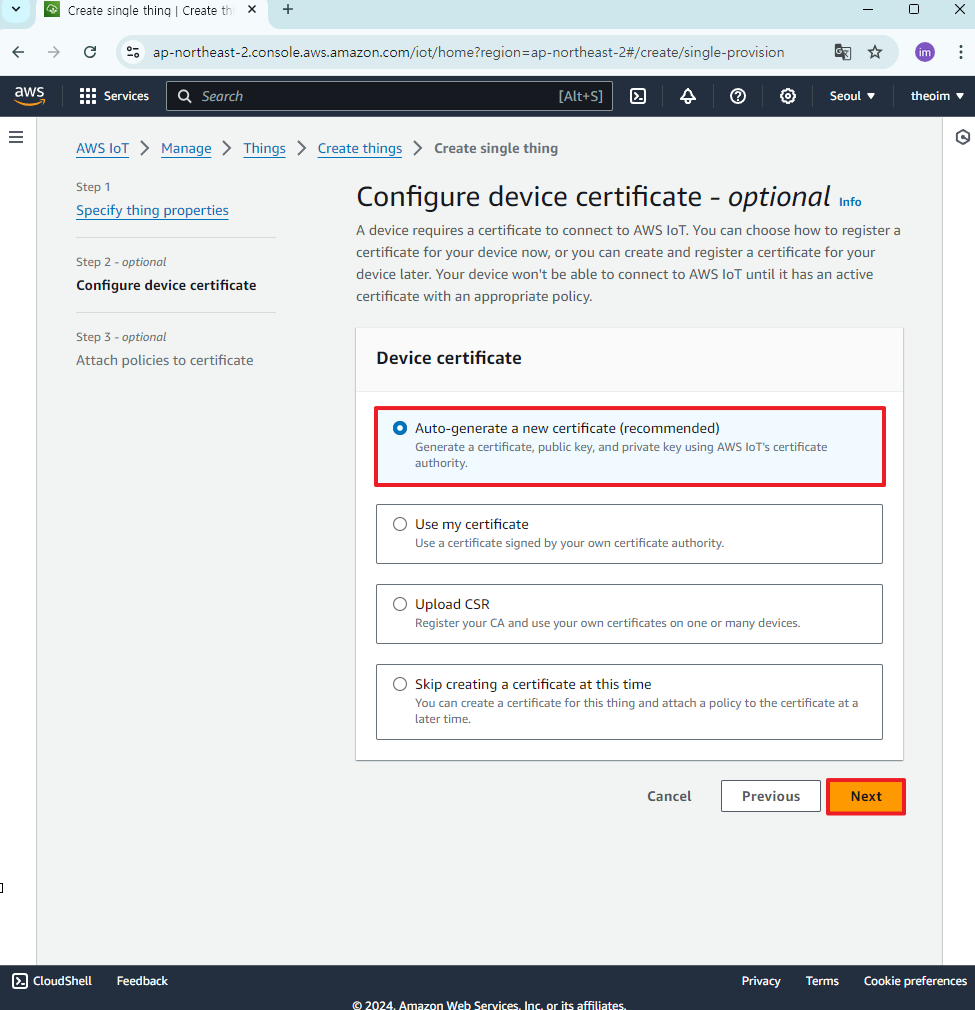 Create single thing | Create th
ap-northeast-2.console.aws.amazon.com/iot/home?region=ap-northeast-2#/create/single-provision
im
aws
Services
Search
[Alt+S]
Seoul
theoim
AWS IoT
Manage
Things
Create things
Create single thing
Step 1
Specify thing properties
Step 2 - optional
Configure device certificate
Step 3 - optional
Attach policies to certificate
Configure device certificate - optional Info
A device requires a certificate to connect to AWS IoT. You can choose how to register a
certificate for your device now, or you can create and register a certificate for your
device later. Your device won't be able to connect to AWS IoT until it has an active
certificate with an appropriate policy.
Device certificate
Auto-generate a new certificate (recommended)
Generate a certificate, public key, and private key using AWS IoT's certificate
authority.
Use my certificate
Use a certificate signed by your own certificate authority.
Upload CSR
Register your CA and use your own certificates on one or many devices.
Skip creating a certificate at this time
You can create a certificate for this thing and attach a policy to the certificate at a
later time.
Cancel
Previous
Next
CloudShell
Feedback
Privacy
Terms
Cookie preferences
© 2024, Amazon Web Services, Inc. or its affiliates.